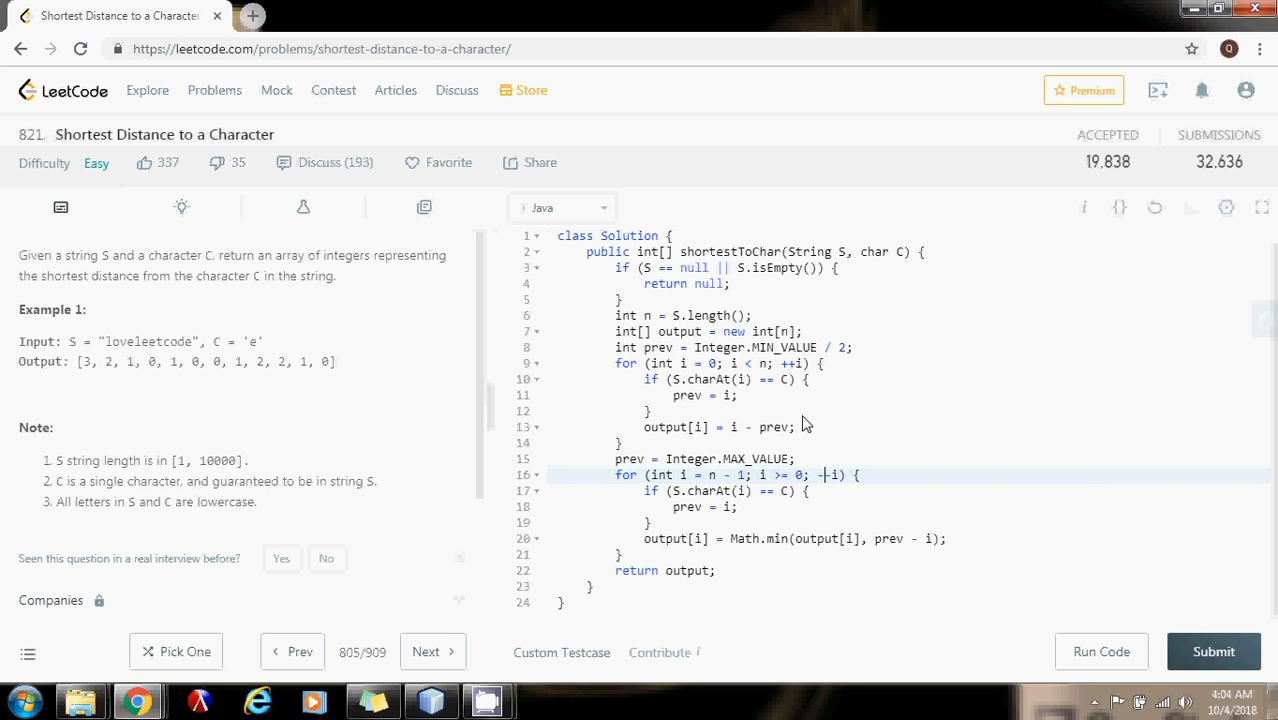 Shortest Distance to a Character
https://leetcode.com/problems/shortest-distance-to-a-character/
Q
LeetCode Explore Problems Mock Contest Articles Discuss Store Premium
821. Shortest Distance to a Character
ACCEPTED SUBMISSIONS
Difficulty Easy 337 35 Discuss (193) Favorite Share
19,838 32,636
Java
Given a string S and a character C, return an array of integers representing
the shortest distance from the character C in the string.
Example 1:
Input: S = "loveleetcode", C = 'e'
Output: [3, 2, 1, 0, 1, 0, 0, 1, 2, 2, 1, 0]
Note:
1. S string length is in [1, 10000].
2. C is a single character, and guaranteed to be in string S.
3. All letters in S and C are lowercase.
Seen this question in a real interview before? Yes No
Companies
1 class Solution {
2 public int[] shortestToChar(String S, char C) {
3 if (S == null || S.isEmpty()) {
4 return null;
5 }
6 int n = S.length();
7 int[] output = new int[n];
8 int prev = Integer.MIN_VALUE / 2;
9 for (int i = 0; i < n; ++i) {
10 if (S.charAt(i) == C) {
11 prev = i;
12 }
13 output[i] = i - prev;
14 }
15 prev = Integer.MAX_VALUE;
16 for (int i = n - 1; i >= 0; --i) {
17 if (S.charAt(i) == C) {
18 prev = i;
19 }
20 output[i] = Math.min(output[i], prev - i);
21 }
22 return output;
23 }
24 }
Pick One Prev 805/909 Next Custom Testcase Contribute i Run Code Submit
4:04 AM
10/4/2018